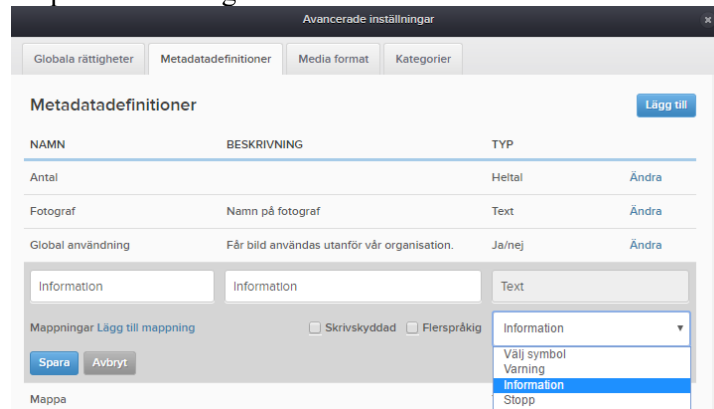 Avancerade inställningar
Globala rättigheter Metadatadefinitioner Media format Kategorier
Metadatadefinitioner Lägg till
NAMN BESKRIVNING TYP
Antal Heltal Ändra
Fotograf Namn på fotograf Text Ändra
Global användning Får bild användas utanför vår organisation. Ja/nej Ändra
Information Information Text
Mappningar Lägg till mappning Skrivskyddad Flerspråkig Information
Spara Avbryt Välj symbol
Varning
Information
Mappa Stopp